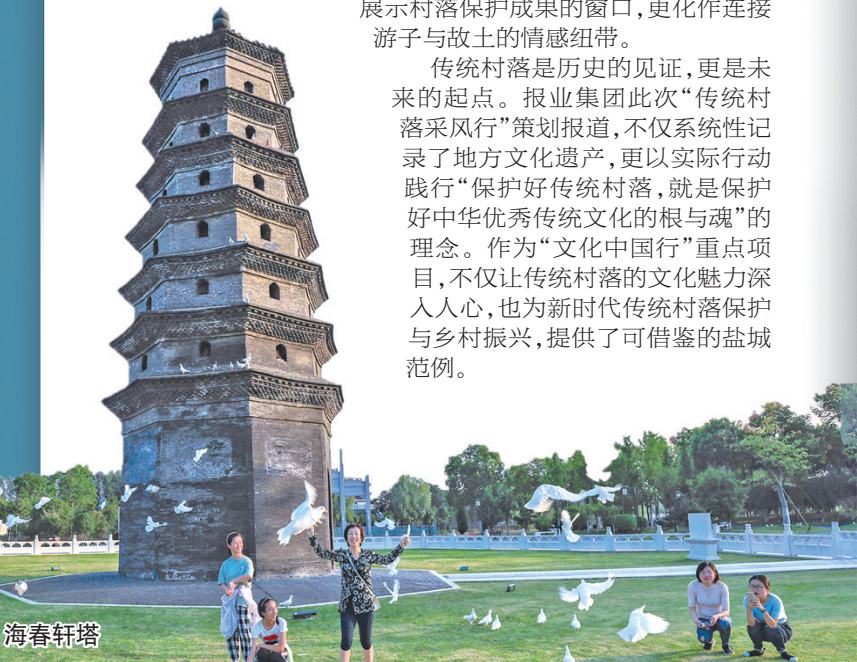 展示村落保护成果的窗口,更化作连接
游子与故土的情感纽带。
传统村落是历史的见证,更是未
来的起点。报业集团此次“传统村
落采风行”策划报道,不仅系统性记
录了地方文化遗产,更以实际行动
践行“保护好传统村落,就是保护
好中华优秀传统文化的根与魂”的
理念。作为“文化中国行”重点项
目,不仅让传统村落的文化魅力深
入人心,也为新时代传统村落保护
与乡村振兴,提供了可借鉴的盐城
范例。
海春轩塔